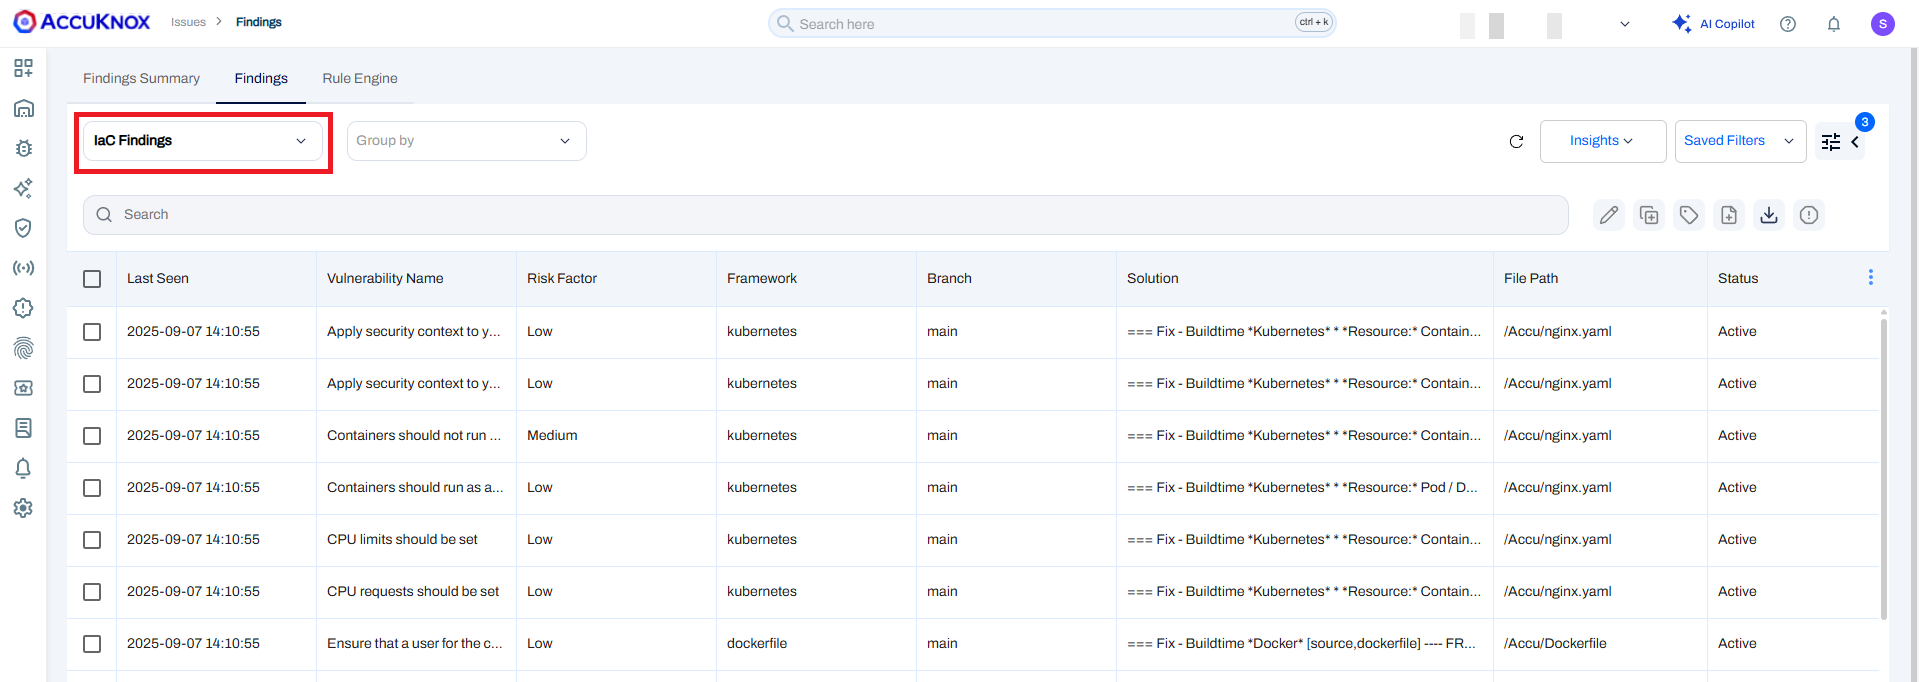 ACCUKNOX Issues > Findings Search here ctrl + k AI Copilot S
Findings Summary Findings Rule Engine
IaC Findings Group by Insights Saved Filters 3
Search
Last Seen Vulnerability Name Risk Factor Framework Branch Solution File Path Status
2025-09-07 14:10:55 Apply security context to y... Low kubernetes main === Fix - Buildtime *Kubernetes* * *Resource:* Contain... /Accu/nginx.yaml Active
2025-09-07 14:10:55 Apply security context to y... Low kubernetes main === Fix - Buildtime *Kubernetes* * *Resource:* Contain... /Accu/nginx.yaml Active
2025-09-07 14:10:55 Containers should not run ... Medium kubernetes main === Fix - Buildtime *Kubernetes* * *Resource:* Contain... /Accu/nginx.yaml Active
2025-09-07 14:10:55 Containers should run as a... Low kubernetes main === Fix - Buildtime *Kubernetes* * *Resource:* Pod / D... /Accu/nginx.yaml Active
2025-09-07 14:10:55 CPU limits should be set Low kubernetes main === Fix - Buildtime *Kubernetes* * *Resource:* Contain... /Accu/nginx.yaml Active
2025-09-07 14:10:55 CPU requests should be set Low kubernetes main === Fix - Buildtime *Kubernetes* * *Resource:* Contain... /Accu/nginx.yaml Active
2025-09-07 14:10:55 Ensure that a user for the c... Low dockerfile main === Fix - Buildtime *Docker* [source,dockerfile] ---- FR... /Accu/Dockerfile Active